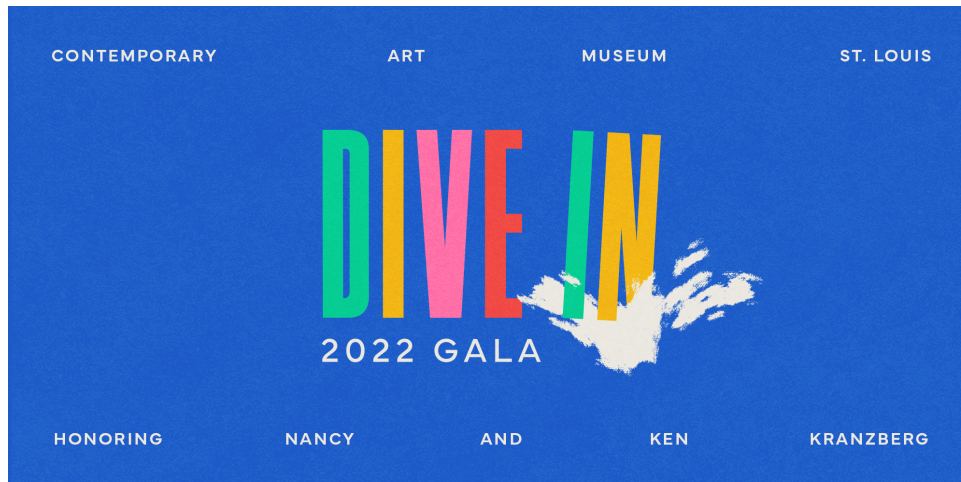 CONTEMPORARY ART MUSEUM ST. LOUIS
DIVE IN
2022 GALA
HONORING NANCY AND KEN KRANZBERG